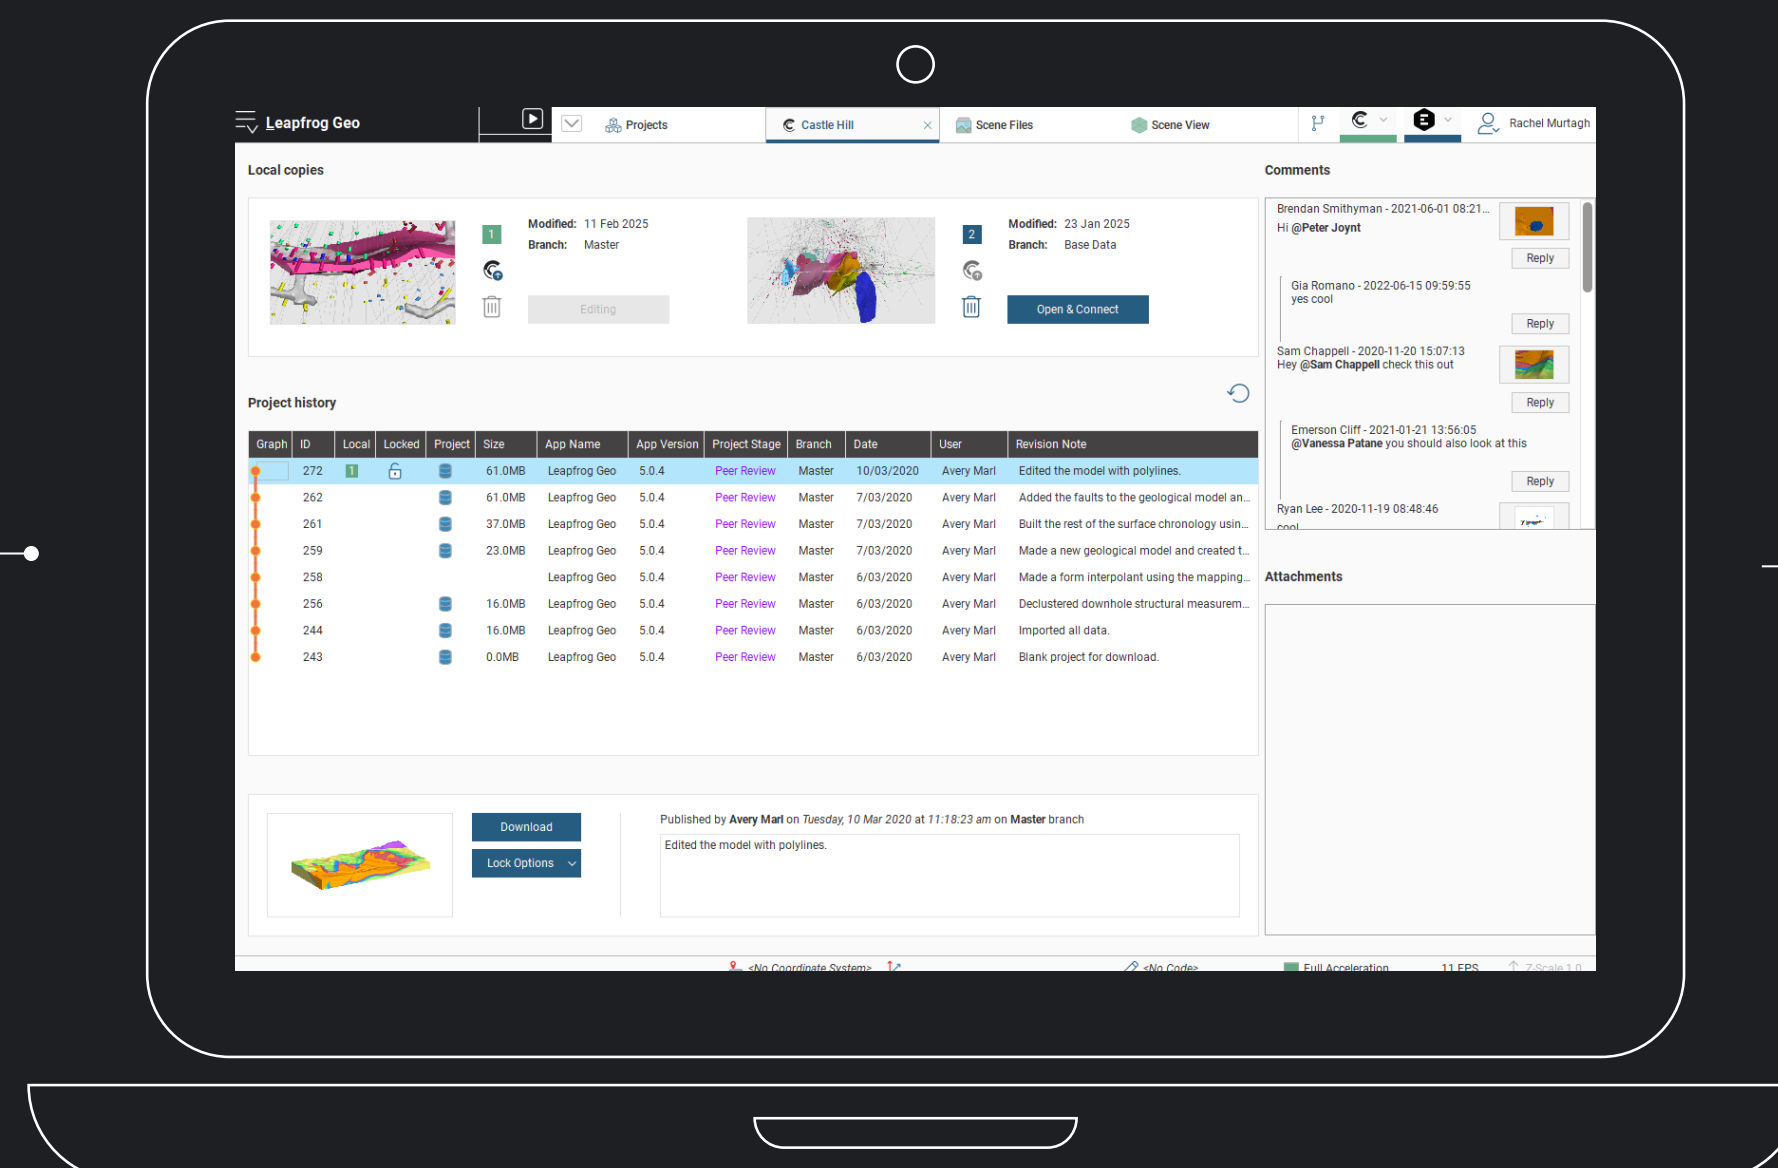 Leapfrog Geo
Projects
Castle Hill
Scene Files
Scene View
Rachel Murtagh
Local copies
1
Modified: 11 Feb 2025
Branch: Master
Editing
2
Modified: 23 Jan 2025
Branch: Base Data
Open & Connect
Project history
Graph ID Local Locked Project Size App Name App Version Project Stage Branch Date User Revision Note
272 1 61.0MB Leapfrog Geo 5.0.4 Peer Review Master 10/03/2020 Avery Marl Edited the model with polylines.
262 61.0MB Leapfrog Geo 5.0.4 Peer Review Master 7/03/2020 Avery Marl Added the faults to the geological model an...
261 37.0MB Leapfrog Geo 5.0.4 Peer Review Master 7/03/2020 Avery Marl Built the rest of the surface chronology usin...
259 23.0MB Leapfrog Geo 5.0.4 Peer Review Master 7/03/2020 Avery Marl Made a new geological model and created t...
258 Leapfrog Geo 5.0.4 Peer Review Master 6/03/2020 Avery Marl Made a form interpolant using the mapping...
256 16.0MB Leapfrog Geo 5.0.4 Peer Review Master 6/03/2020 Avery Marl Declustered downhole structural measurem...
244 16.0MB Leapfrog Geo 5.0.4 Peer Review Master 6/03/2020 Avery Marl Imported all data.
243 0.0MB Leapfrog Geo 5.0.4 Peer Review Master 6/03/2020 Avery Marl Blank project for download.
Download
Lock Options
Published by Avery Marl on Tuesday, 10 Mar 2020 at 11:18:23 am on Master branch
Edited the model with polylines.
Comments
Brendan Smithyman - 2021-06-01 08:21...
Hi @Peter Joynt
Reply
Gia Romano - 2022-06-15 09:59:55
yes cool
Reply
Sam Chappell - 2020-11-20 15:07:13
Hey @Sam Chappell check this out
Reply
Emerson Cliff - 2021-01-21 13:56:05
@Vanessa Patane you should also look at this
Reply
Ryan Lee - 2020-11-19 08:48:46
cool
Attachments
<No Coordinate System>
<No Code>
Full Acceleration
11 FPS
Z-Scale 1.0